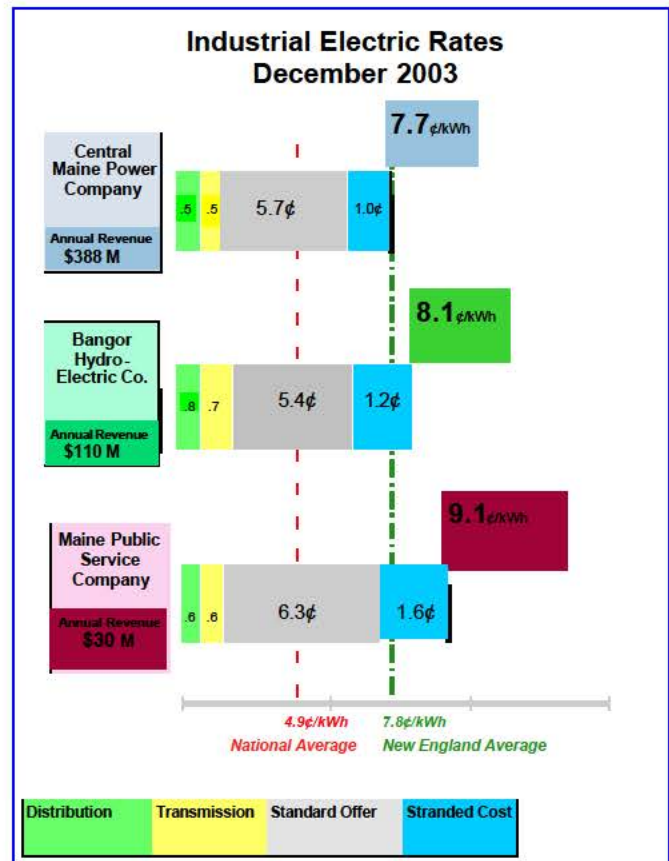 Industrial Electric Rates
December 2003
7.7¢/kWh
Central
Maine Power
Company
.5 .5 5.7¢ 1.0¢
Annual Revenue
$388 M
8.1¢/kWh
Bangor
Hydro-
Electric Co.
.8 .7 5.4¢ 1.2¢
Annual Revenue
$110 M
9.1¢/kWh
Maine Public
Service
Company
.6 .6 6.3¢ 1.6¢
Annual Revenue
$30 M
4.9¢/kWh 7.8¢/kWh
National Average New England Average
Distribution Transmission Standard Offer Stranded Cost